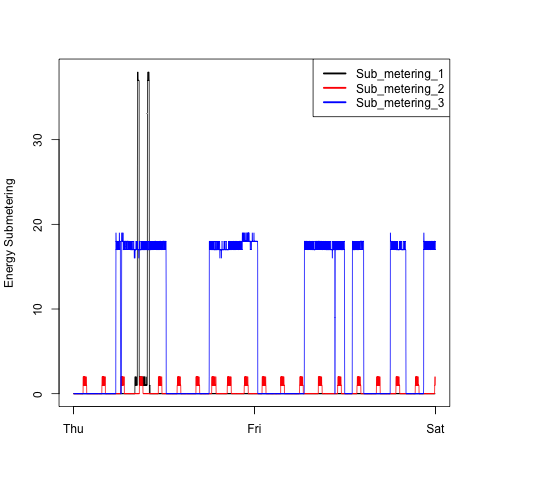 Sub_metering_1
Sub_metering_2
Sub_metering_3
Energy Submetering
30
20
10
0
Thu Fri Sat